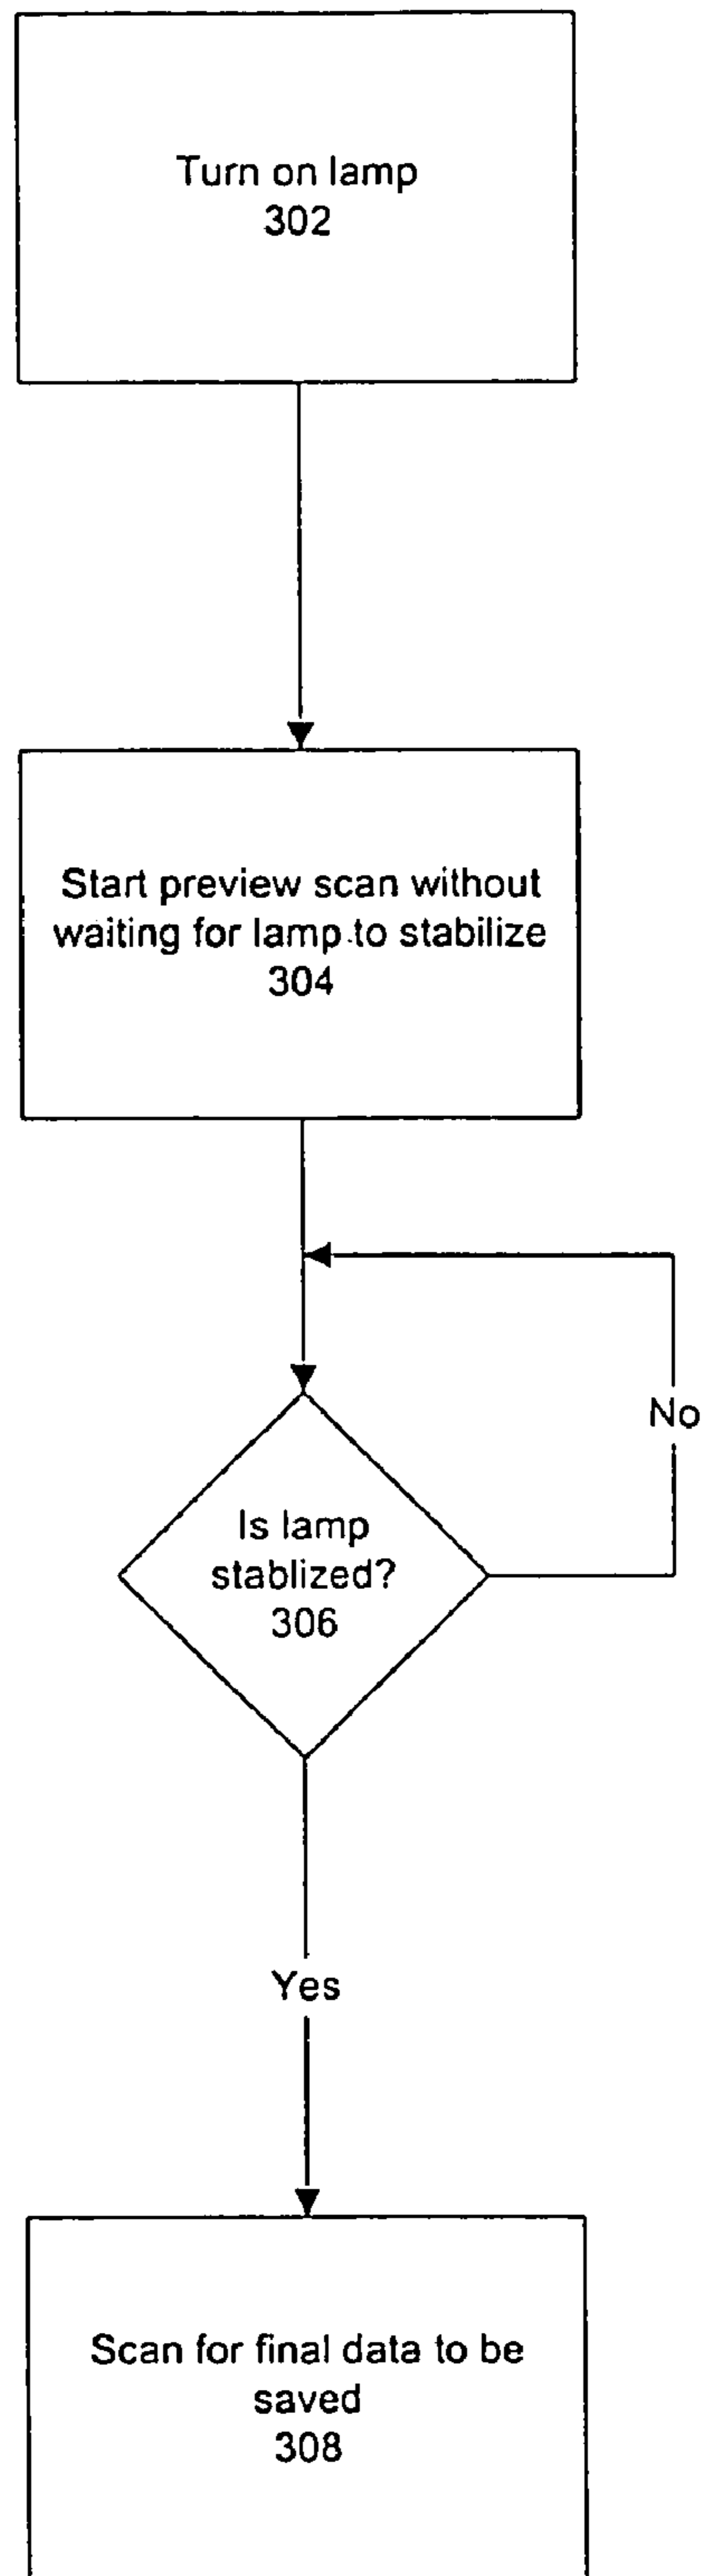 Turn on lamp
302
Start preview scan without
waiting for lamp to stabilize
304
No
Is lamp
stablized?
306
Yes
Scan for final data to be
saved
308